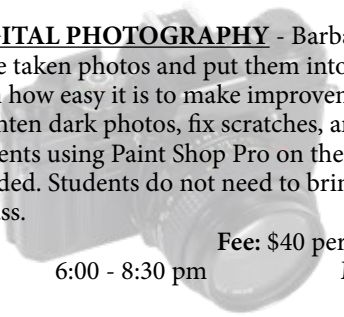 GITAL PHOTOGRAPHY - Barba
e taken photos and put them into
how easy it is to make improven
nten dark photos, fix scratches, an
ents using Paint Shop Pro on the
ded. Students do not need to brin
ss.
Fee: $40 per
6:00 - 8:30 pm